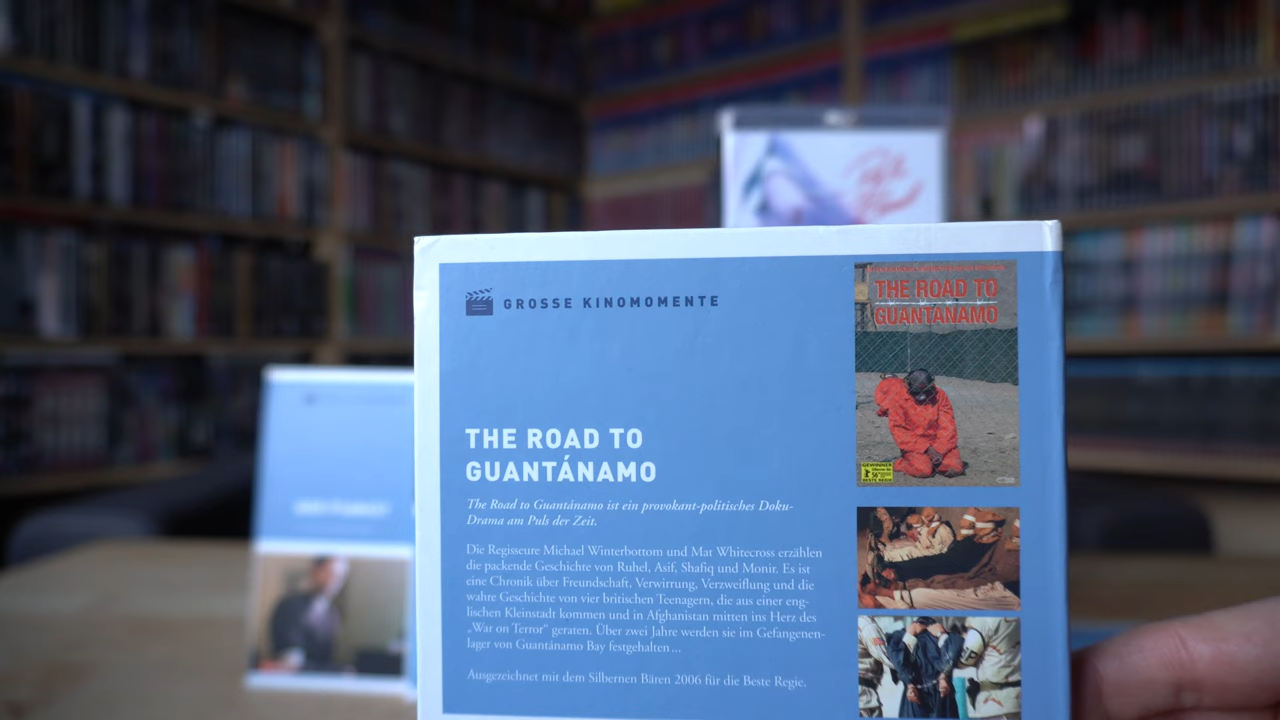 GROSSE KINOMOMENTE
THE ROAD TO
GUANTÁNAMO
The Road to Guantánamo ist ein provokant-politisches Doku-
Drama am Puls der Zeit.
Die Regisseure Michael Winterbottom und Mat Whitecross erzählen
die packende Geschichte von Ruhel, Asif, Shafiq und Monir. Es ist
eine Chronik über Freundschaft, Verwirrung, Verzweiflung und die
wahre Geschichte von vier britischen Teenagern, die aus einer eng-
lischen Kleinstadt kommen und in Afghanistan mitten ins Herz des
„War on Terror“ geraten. Über zwei Jahre werden sie im Gefangenen-
lager von Guantánamo Bay festgehalten ...
Ausgezeichnet mit dem Silbernen Bären 2006 für die Beste Regie.
THE ROAD TO
GUANTANAMO
GEWINNER
BESTE REGIE